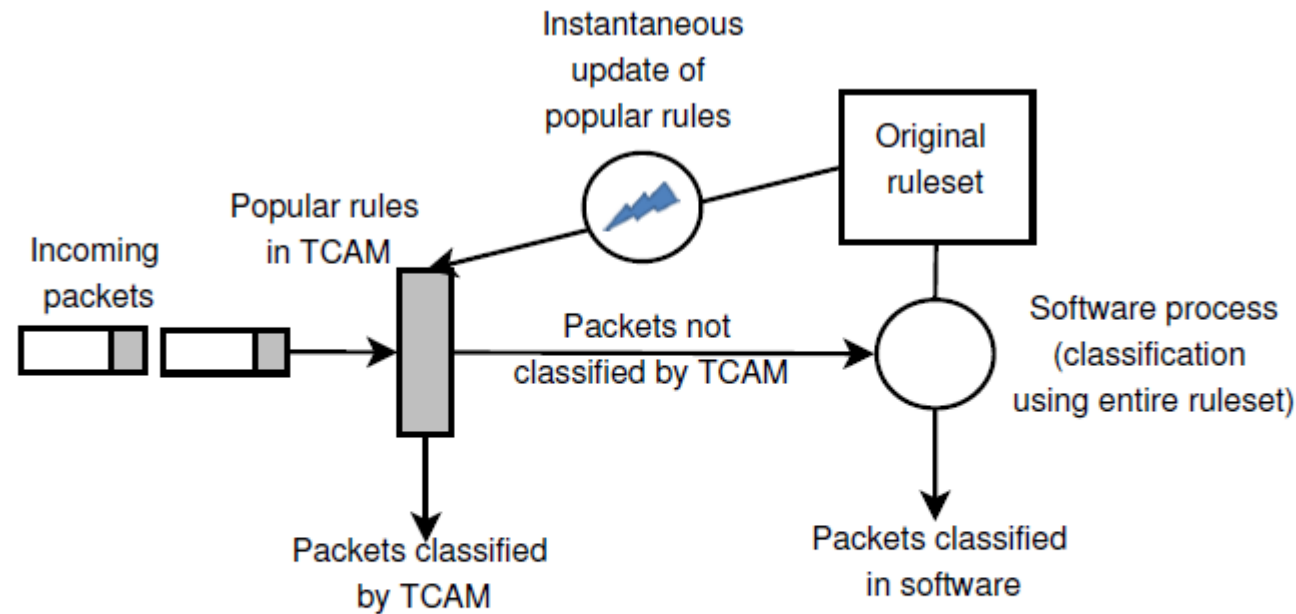 Instantaneous
update of
popular rules
Original
ruleset
Popular rules
in TCAM
Incoming
packets
Packets not
classified by TCAM
Software process
(classification
using entire ruleset)
Packets classified
by TCAM
Packets classified
in software